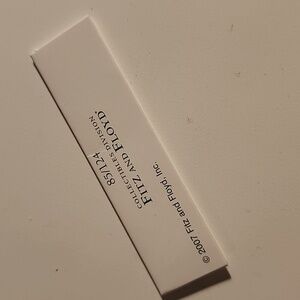 FITZ AND FLOYD®
COLLECTIBLES DIVISION
85/124
© 2007 Fitz and Floyd, Inc.